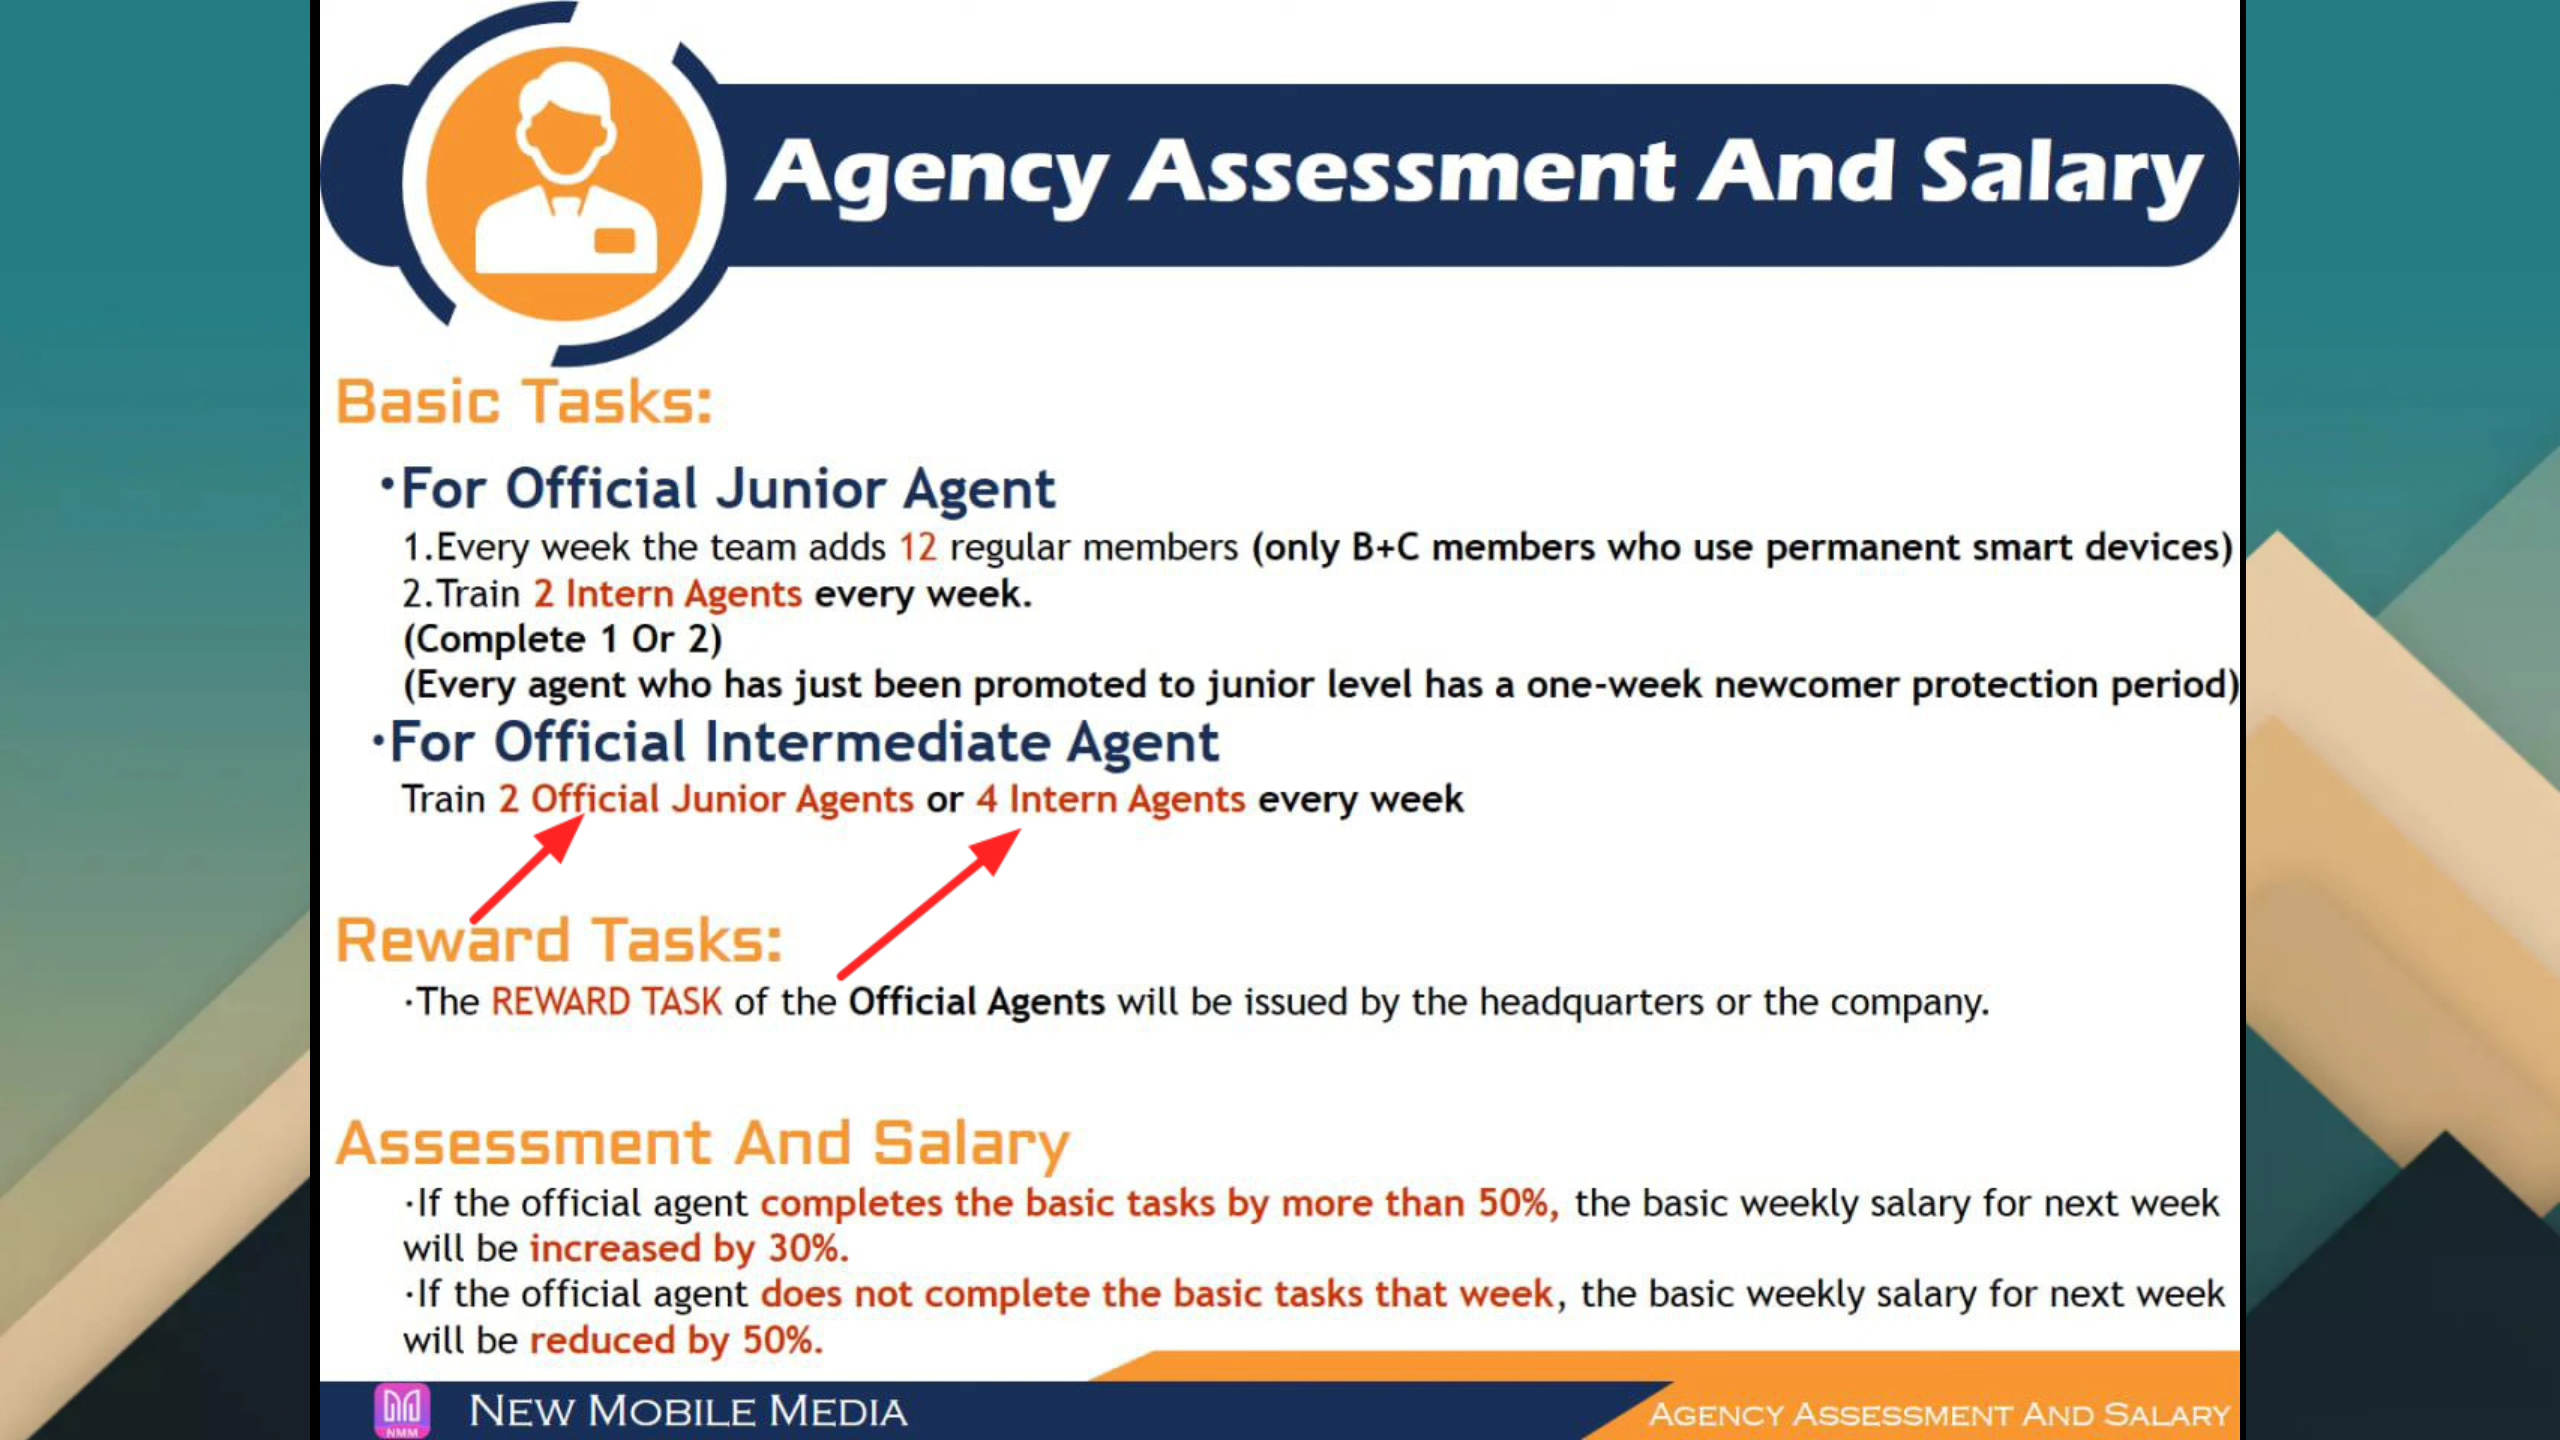 Agency Assessment And Salary
Basic Tasks:
·For Official Junior Agent
1.Every week the team adds 12 regular members (only B+C members who use permanent smart devices)
2.Train 2 Intern Agents every week.
(Complete 1 Or 2)
(Every agent who has just been promoted to junior level has a one-week newcomer protection period)
·For Official Intermediate Agent
Train 2 Official Junior Agents or 4 Intern Agents every week
Reward Tasks:
·The REWARD TASK of the Official Agents will be issued by the headquarters or the company.
Assessment And Salary
·If the official agent completes the basic tasks by more than 50%, the basic weekly salary for next week
will be increased by 30%.
·If the official agent does not complete the basic tasks that week, the basic weekly salary for next week
will be reduced by 50%.
NMM
NEW MOBILE MEDIA
AGENCY ASSESSMENT AND SALARY